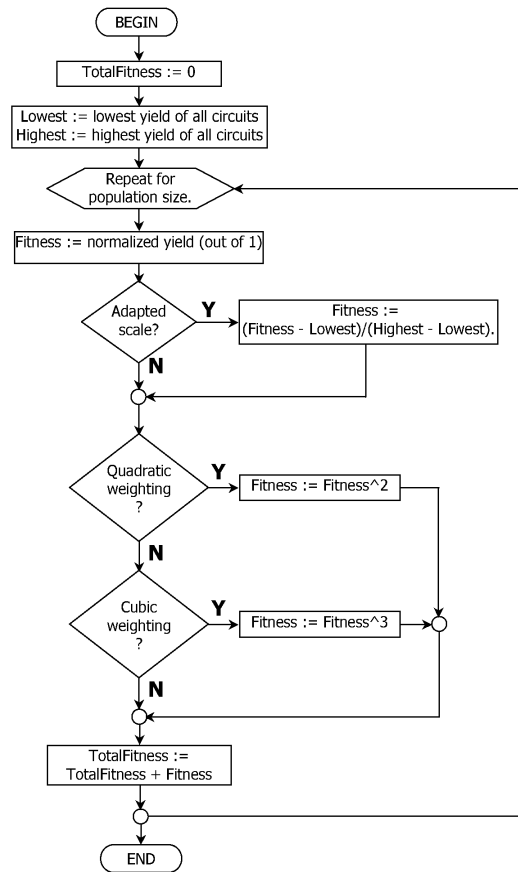 BEGIN
TotalFitness := 0
Lowest := lowest yield of all circuits
Highest := highest yield of all circuits
Repeat for
population size.
Fitness := normalized yield (out of 1)
Adapted
scale?
Y
Fitness :=
(Fitness - Lowest)/(Highest - Lowest).
N
Quadratic
weighting
?
Y
Fitness := Fitness^2
N
Cubic
weighting
?
Y
Fitness := Fitness^3
N
TotalFitness :=
TotalFitness + Fitness
END